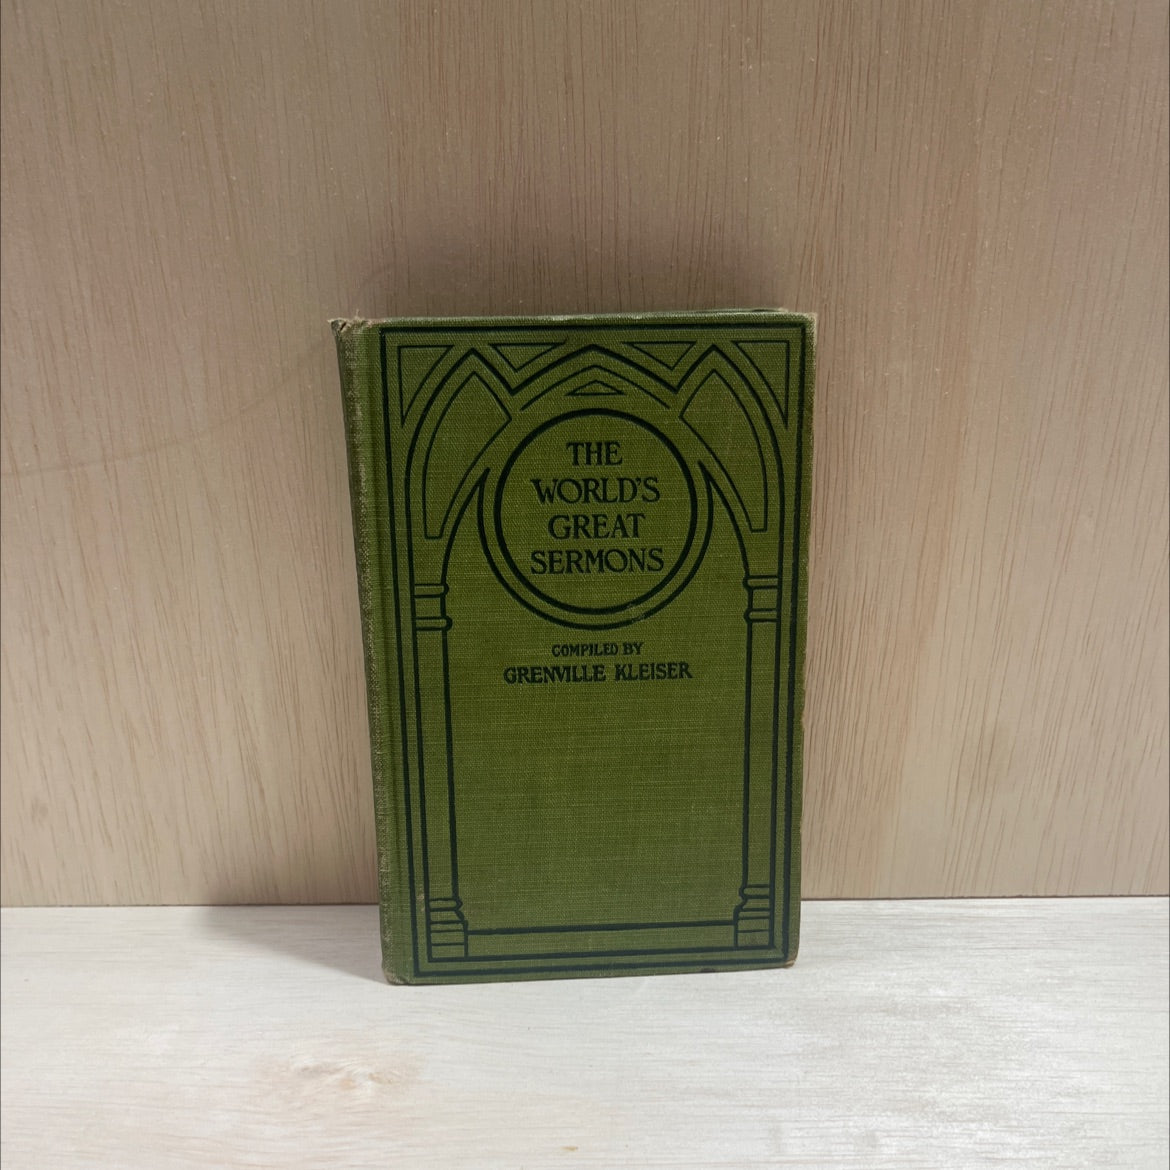 THE
WORLD'S
GREAT
SERMONS
COMPILED BY
GRENVILLE KLEISER